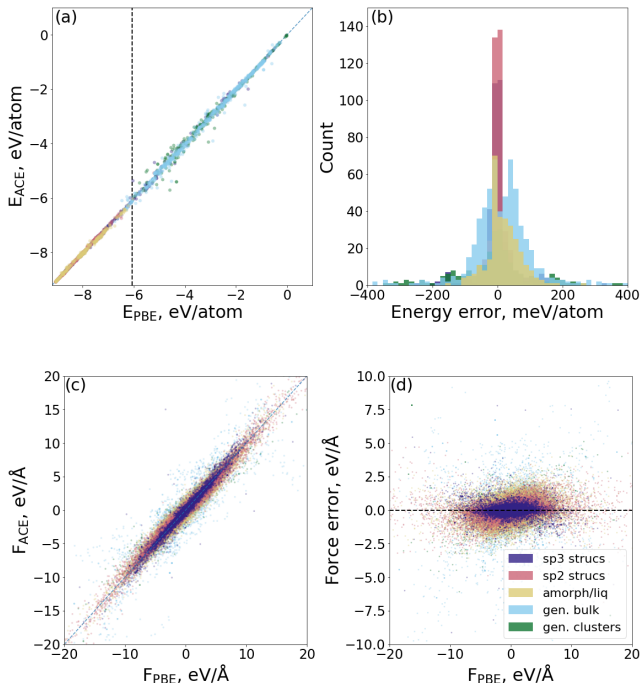 (a)
0
−2
−4
−6
−8
E_ACE, eV/atom
−8 −6 −4 −2 0
E_PBE, eV/atom
(b)
140
120
100
80
60
40
20
0
Count
−400 −200 0 200 400
Energy error, meV/atom
(c)
20
15
10
5
0
−5
−10
−15
−20
F_ACE, eV/Å
−20 −10 0 10 20
F_PBE, eV/Å
(d)
10.0
7.5
5.0
2.5
0.0
−2.5
−5.0
−7.5
−10.0
Force error, eV/Å
sp3 strucs
sp2 strucs
amorph/liq
gen. bulk
gen. clusters
−20 −10 0 10 20
F_PBE, eV/Å